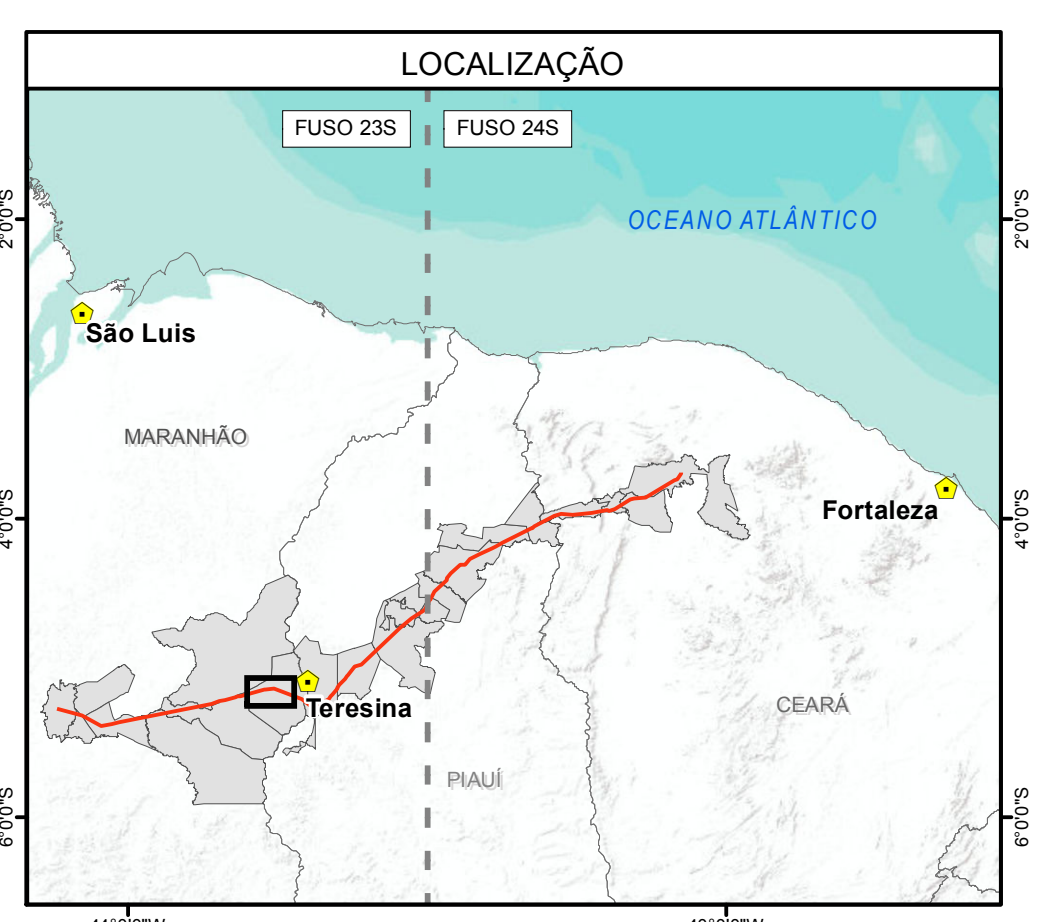 LOCALIZAÇÃO
FUSO 23S
FUSO 24S
2°0'0"S
2°0'0"S
OCEANO ATLÂNTICO
São Luis
MARANHÃO
Fortaleza
4°0'0"S
4°0'0"S
Teresina
CEARÁ
PIAUÍ
6°0'0"S
6°0'0"S